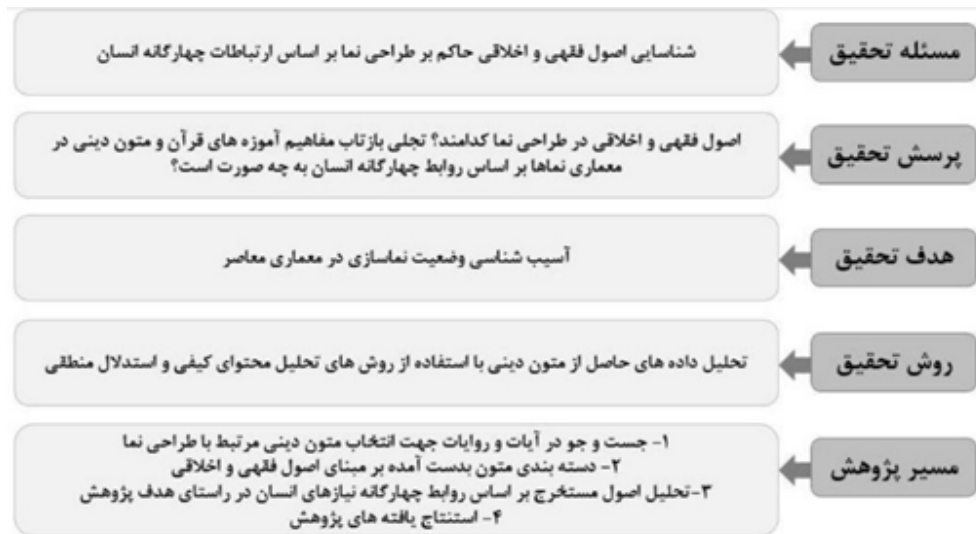 مسئله تحقیق
شناسایی اصول فقهی و اخلاقی حاکم بر طراحی نما بر اساس ارتباطات چهارگانه انسان
پرسش تحقیق
اصول فقهی و اخلاقی در طراحی نما کدامند؟ تجلی بازتاب مفاهیم آموزه های قرآن و متون دینی در
معماری نماها بر اساس روابط چهارگانه انسان به چه صورت است؟
هدف تحقیق
آسیب شناسی وضعیت نماسازی در معماری معاصر
روش تحقیق
تحلیل داده های حاصل از متون دینی با استفاده از روش های تحلیل محتوای کیفی و استدلال منطقی
مسیر پژوهش
۱- جست و جو در آیات و روایات جهت انتخاب متون دینی مرتبط با طراحی نما
۲- دسته بندی متون بدست آمده بر مبنای اصول فقهی و اخلاقی
۳-تحلیل اصول مستخرج بر اساس روابط چهارگانه نیازهای انسان در راستای هدف پژوهش
۴- استنتاج یافته های پژوهش